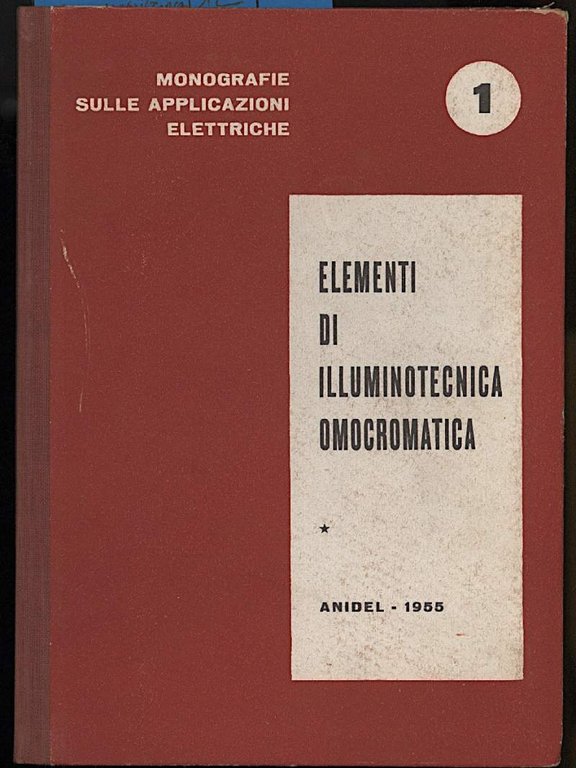 MONOGRAFIE
SULLE APPLICAZIONI
ELETTRICHE
1
ELEMENTI
DI
ILLUMINOTECNICA
OMOCROMATICA
★
ANIDEL - 1955